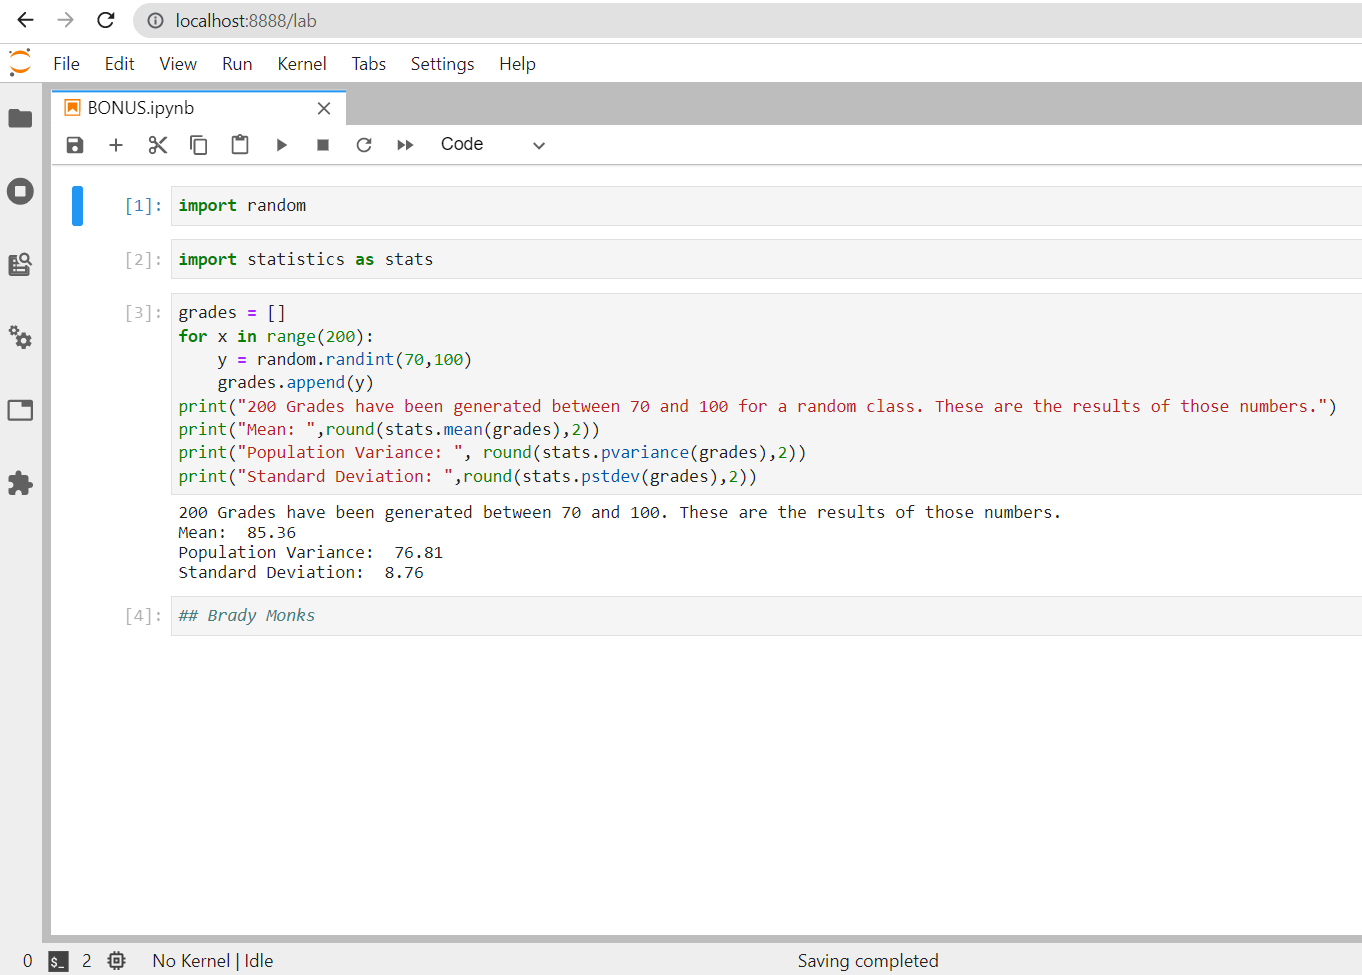 localhost:8888/lab
File Edit View Run Kernel Tabs Settings Help
BONUS.ipynb
Code
[1]: import random
[2]: import statistics as stats
[3]: grades = []
for x in range(200):
    y = random.randint(70,100)
    grades.append(y)
print("200 Grades have been generated between 70 and 100 for a random class. These are the results of those numbers.")
print("Mean: ",round(stats.mean(grades),2))
print("Population Variance: ", round(stats.pvariance(grades),2))
print("Standard Deviation: ",round(stats.pstdev(grades),2))
200 Grades have been generated between 70 and 100. These are the results of those numbers.
Mean:  85.36
Population Variance:  76.81
Standard Deviation:  8.76
[4]: ## Brady Monks
0 $_ 2 No Kernel | Idle Saving completed